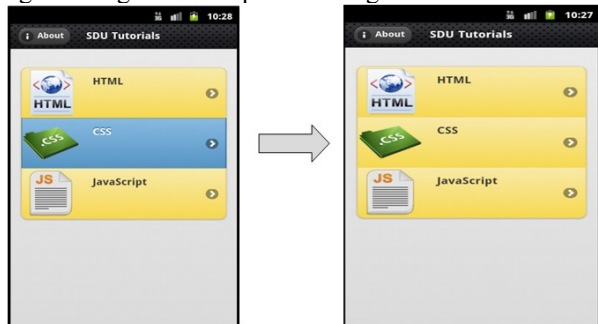 10:28
i About SDU Tutorials
HTML
HTML
CSS
.CSS
JS
JavaScript
10:27
i About SDU Tutorials
HTML
HTML
CSS
.CSS
JS
JavaScript